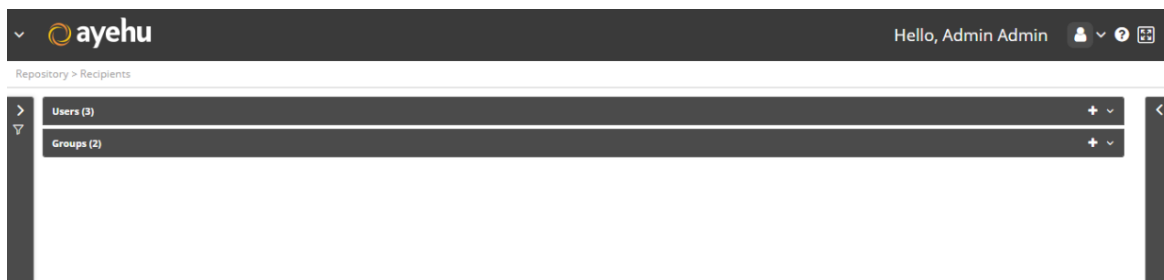 ayehu
Hello, Admin Admin
Repository > Recipients
Users (3)
Groups (2)